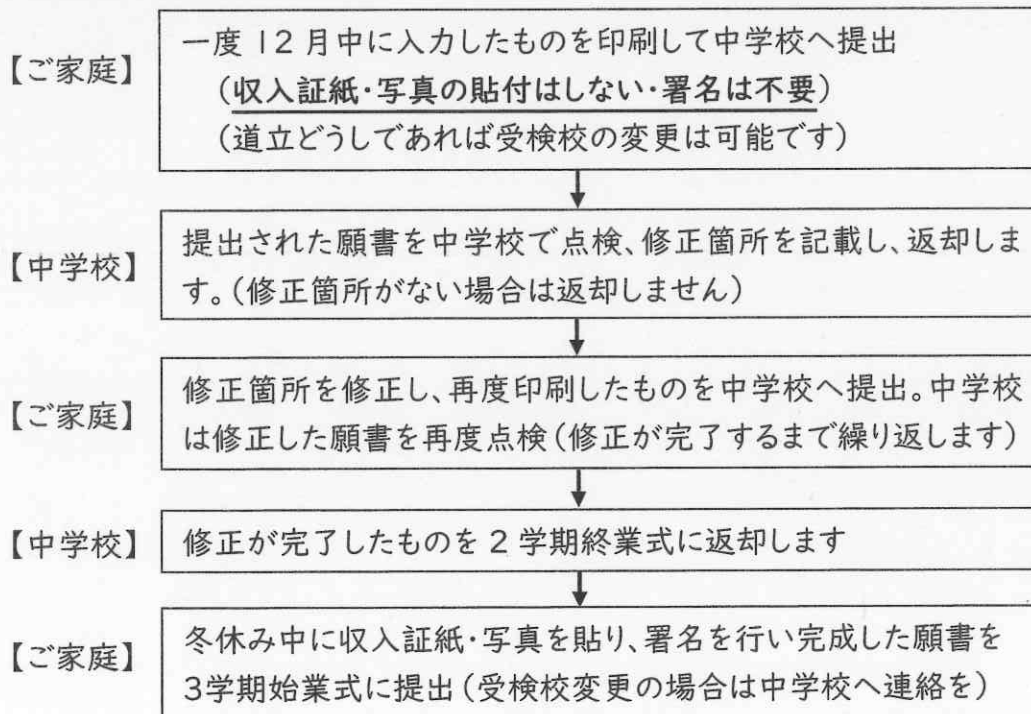 【ご家庭】
一度12月中に入力したものを印刷して中学校へ提出
(収入証紙・写真の貼付はしない・署名は不要)
(道立どうしであれば受検校の変更は可能です)
【中学校】
提出された願書を中学校で点検、修正箇所を記載し、返却しま
す。(修正箇所がない場合は返却しません)
【ご家庭】
修正箇所を修正し、再度印刷したものを中学校へ提出。中学校
は修正した願書を再度点検(修正が完了するまで繰り返します)
【中学校】
修正が完了したものを2学期終業式に返却します
【ご家庭】
冬休み中に収入証紙・写真を貼り、署名を行い完成した願書を
3学期始業式に提出(受検校変更の場合は中学校へ連絡を)